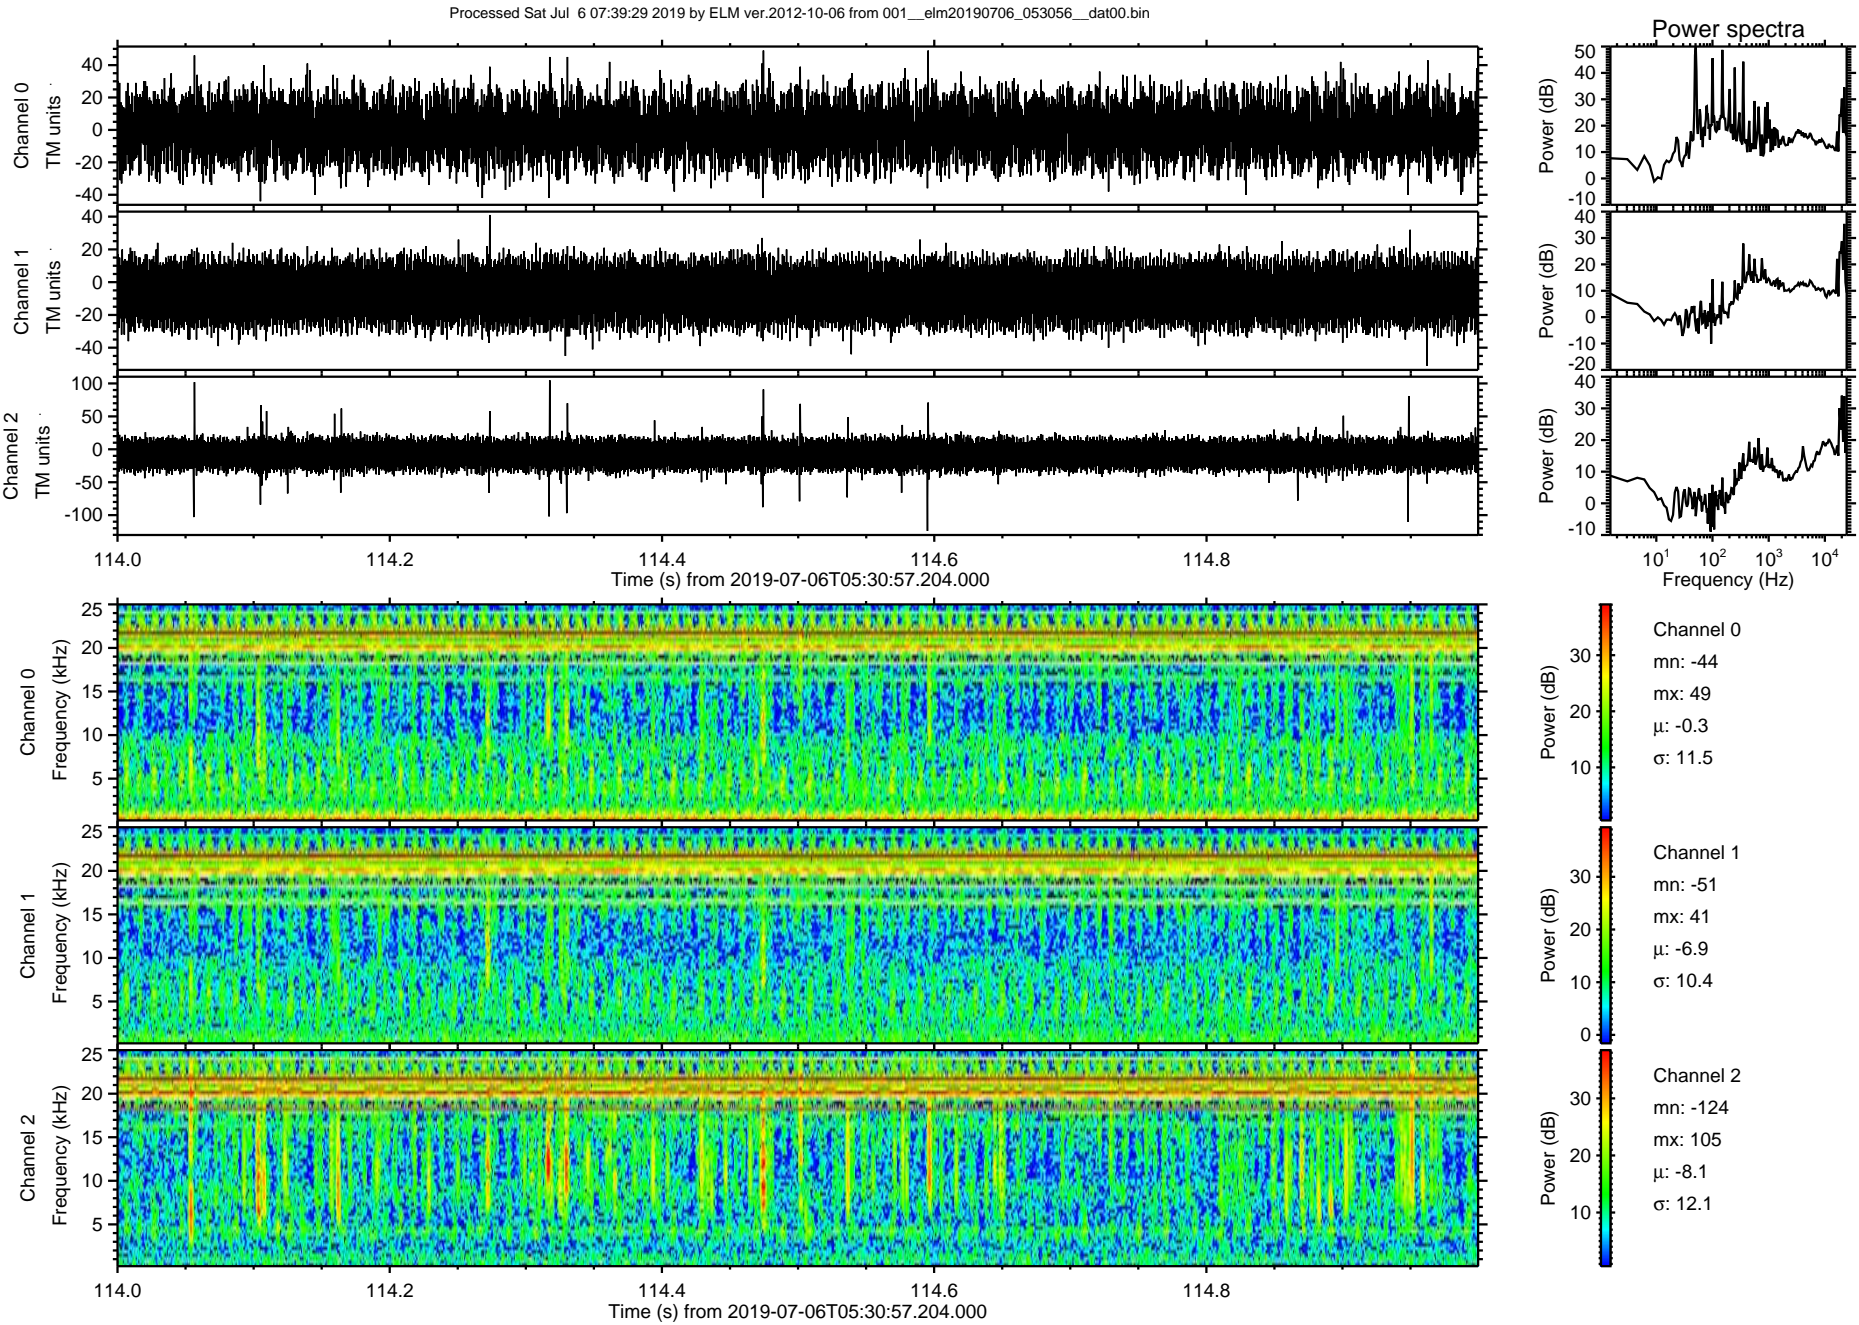 Processed Sat Jul  6 07:39:29 2019 by ELM ver.2012-10-06 from 001__elm20190706_053056__dat00.bin
Power spectra
Channel 0
TM units
40
20
0
-20
-40
Power (dB)
50
40
30
20
10
0
-10
Channel 1
TM units
40
20
0
-20
-40
Power (dB)
40
30
20
10
0
-10
-20
Channel 2
TM units
100
50
0
-50
-100
Power (dB)
40
30
20
10
0
-10
114.0 114.2 114.4 114.6 114.8
Time (s) from 2019-07-06T05:30:57.204.000
10^1 10^2 10^3 10^4
Frequency (Hz)
Channel 0
Frequency (kHz)
25
20
15
10
5
Power (dB)
30
20
10
Channel 0
mn: -44
mx: 49
μ: -0.3
σ: 11.5
Channel 1
Frequency (kHz)
25
20
15
10
5
Power (dB)
30
20
10
0
Channel 1
mn: -51
mx: 41
μ: -6.9
σ: 10.4
Channel 2
Frequency (kHz)
25
20
15
10
5
Power (dB)
30
20
10
Channel 2
mn: -124
mx: 105
μ: -8.1
σ: 12.1
114.0 114.2 114.4 114.6 114.8
Time (s) from 2019-07-06T05:30:57.204.000